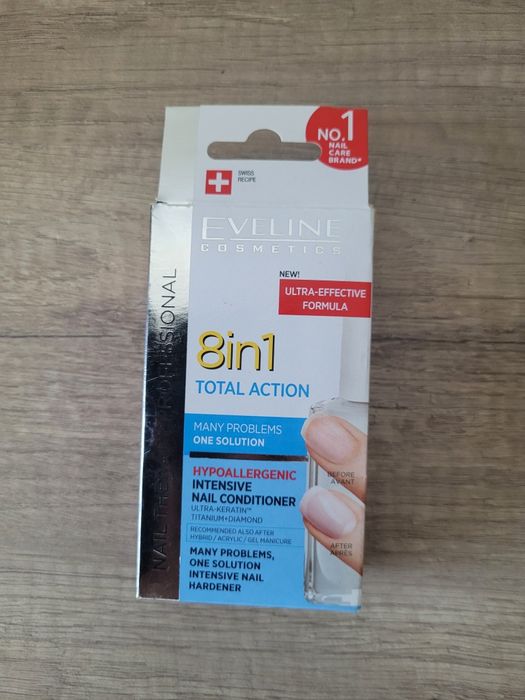 NO.1
NAIL
CARE
BRAND*
SWISS
RECIPE
EVELINE
COSMETICS
NEW!
ULTRA-EFFECTIVE
FORMULA
8in1
TOTAL ACTION
MANY PROBLEMS
ONE SOLUTION
HYPOALLERGENIC
INTENSIVE
NAIL CONDITIONER
ULTRA-KERATIN™
TITANIUM+DIAMOND
RECOMMENDED ALSO AFTER
HYBRID / ACRYLIC / GEL MANICURE
MANY PROBLEMS,
ONE SOLUTION
INTENSIVE NAIL
HARDENER
BEFORE
AVANT
AFTER
APRÈS
NAIL